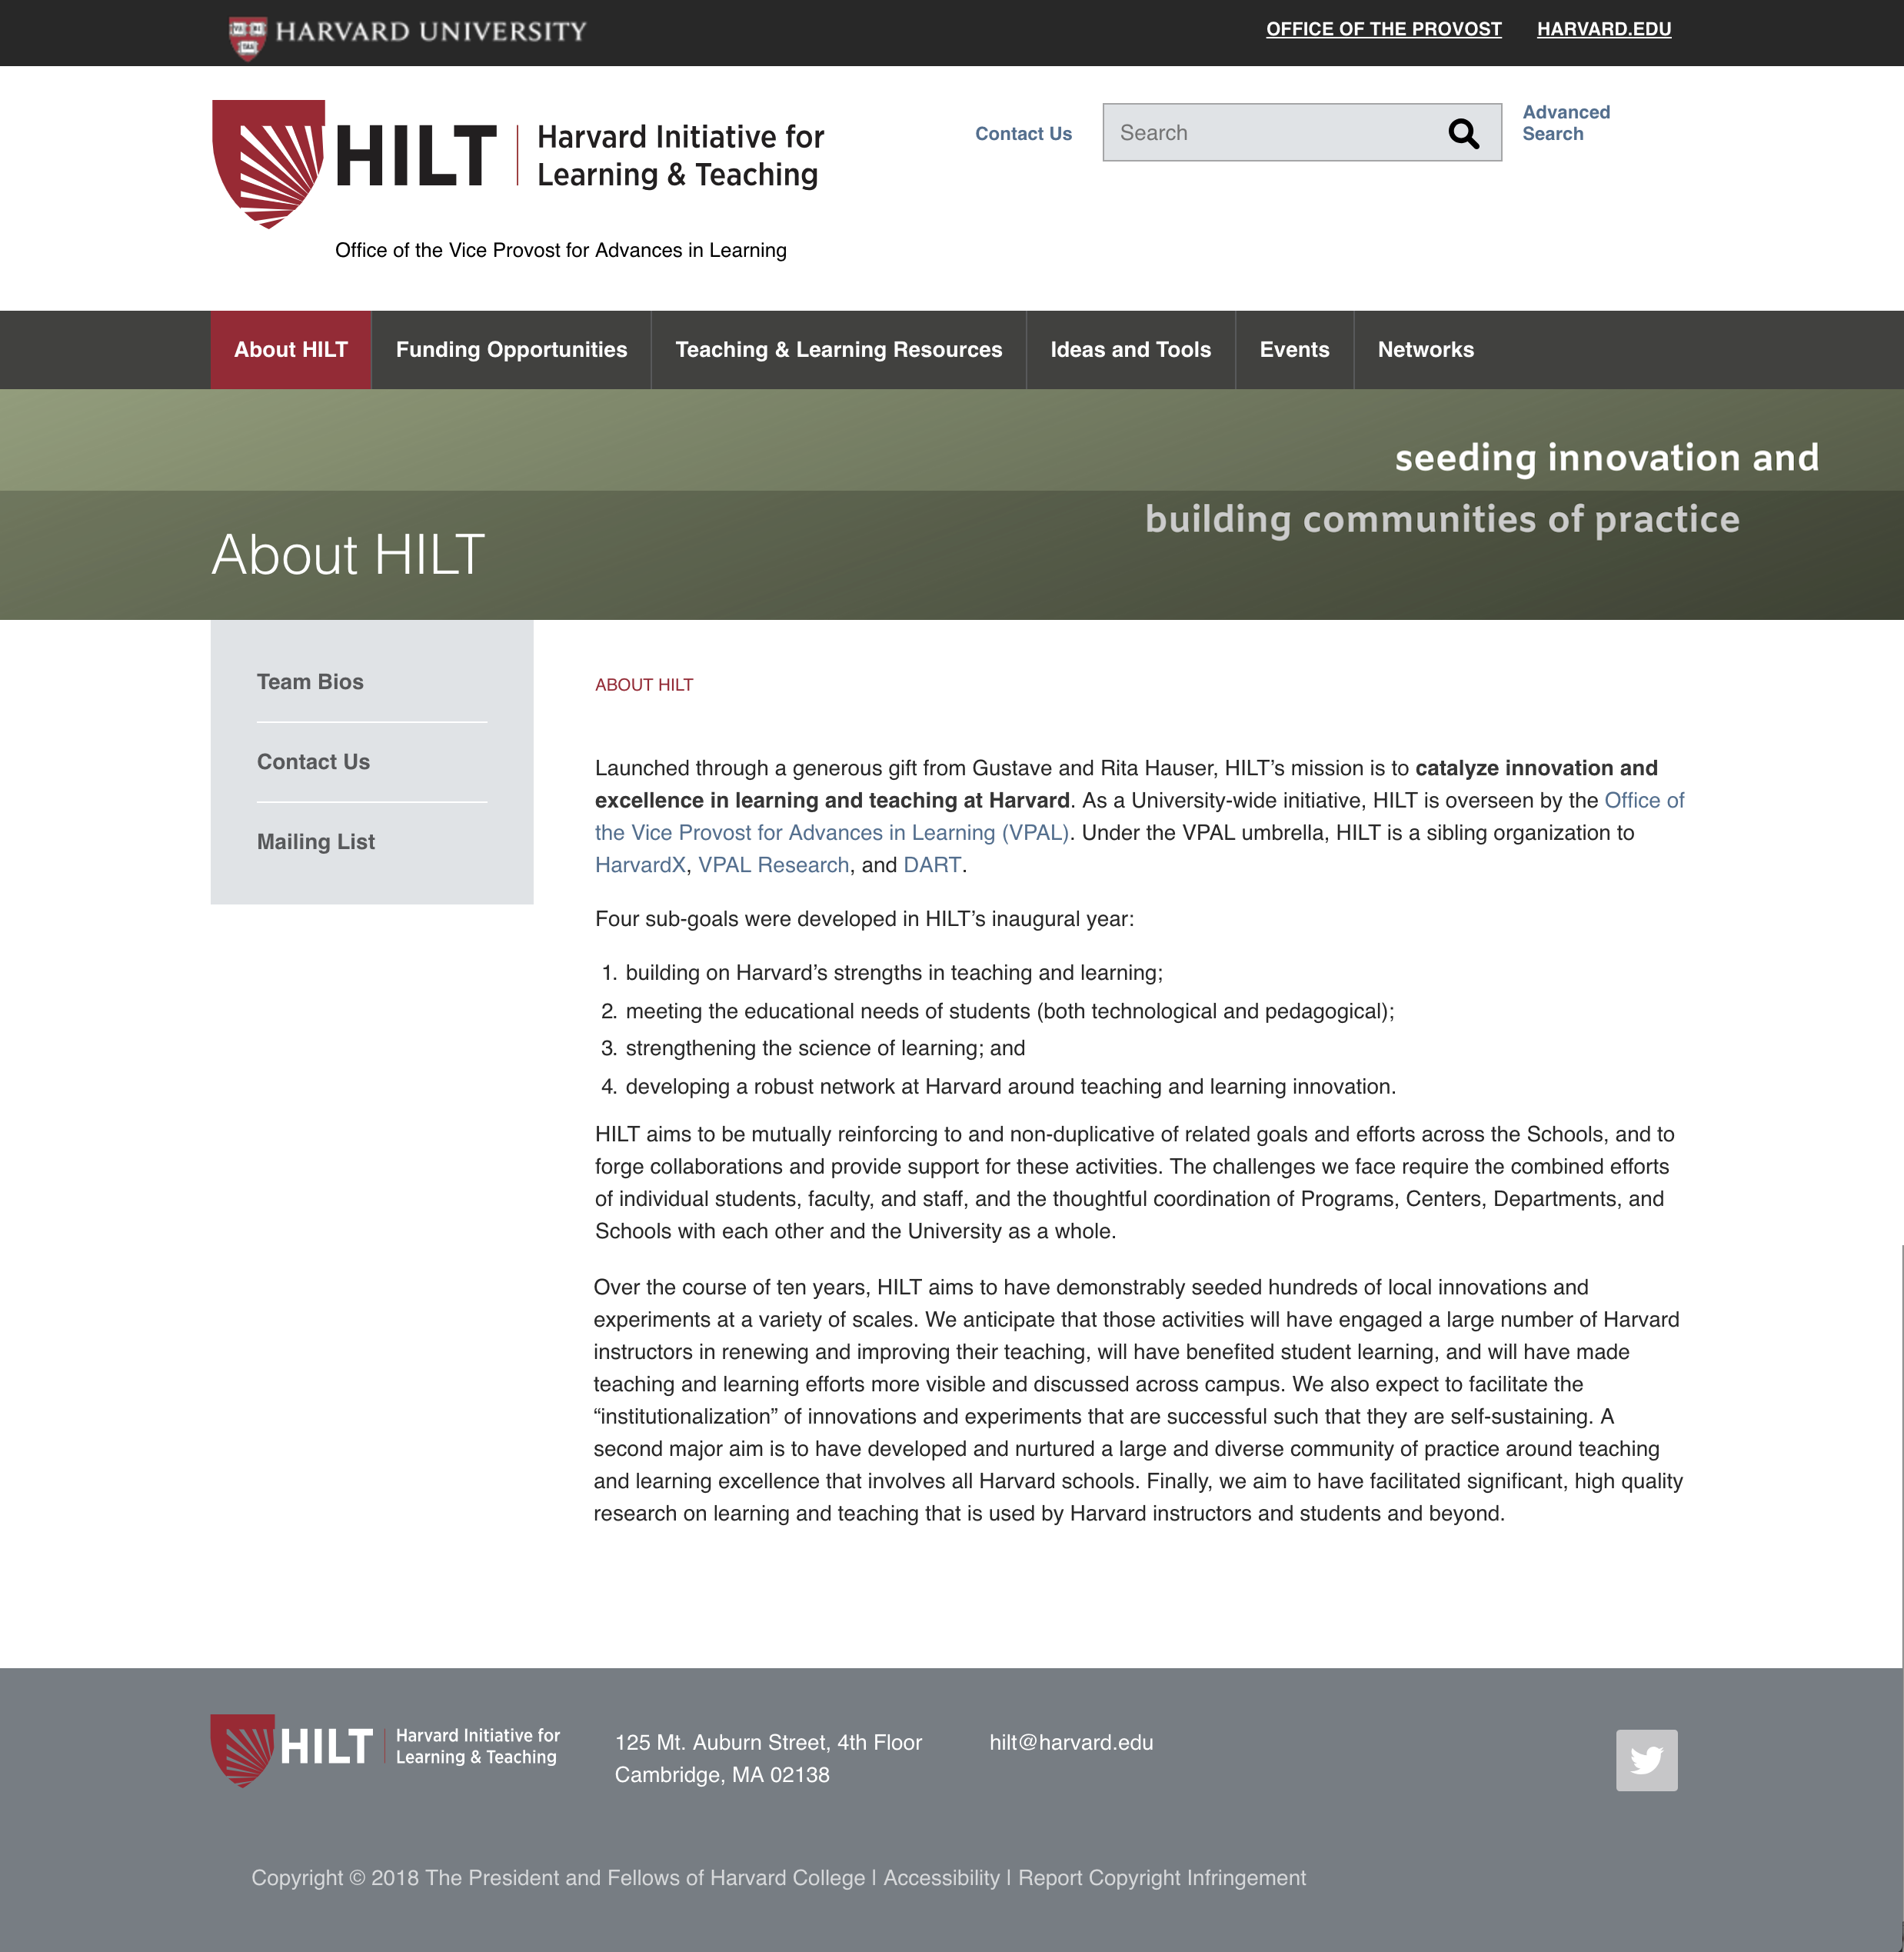 HARVARD UNIVERSITY
OFFICE OF THE PROVOST HARVARD.EDU
HILT Harvard Initiative for
Learning & Teaching
Office of the Vice Provost for Advances in Learning
Contact Us
Search
Advanced
Search
About HILT Funding Opportunities Teaching & Learning Resources Ideas and Tools Events Networks
seeding innovation and
building communities of practice
About HILT
Team Bios
Contact Us
Mailing List
ABOUT HILT
Launched through a generous gift from Gustave and Rita Hauser, HILT’s mission is to catalyze innovation and
excellence in learning and teaching at Harvard. As a University-wide initiative, HILT is overseen by the Office of
the Vice Provost for Advances in Learning (VPAL). Under the VPAL umbrella, HILT is a sibling organization to
HarvardX, VPAL Research, and DART.
Four sub-goals were developed in HILT’s inaugural year:
1. building on Harvard’s strengths in teaching and learning;
2. meeting the educational needs of students (both technological and pedagogical);
3. strengthening the science of learning; and
4. developing a robust network at Harvard around teaching and learning innovation.
HILT aims to be mutually reinforcing to and non-duplicative of related goals and efforts across the Schools, and to
forge collaborations and provide support for these activities. The challenges we face require the combined efforts
of individual students, faculty, and staff, and the thoughtful coordination of Programs, Centers, Departments, and
Schools with each other and the University as a whole.
Over the course of ten years, HILT aims to have demonstrably seeded hundreds of local innovations and
experiments at a variety of scales. We anticipate that those activities will have engaged a large number of Harvard
instructors in renewing and improving their teaching, will have benefited student learning, and will have made
teaching and learning efforts more visible and discussed across campus. We also expect to facilitate the
“institutionalization” of innovations and experiments that are successful such that they are self-sustaining. A
second major aim is to have developed and nurtured a large and diverse community of practice around teaching
and learning excellence that involves all Harvard schools. Finally, we aim to have facilitated significant, high quality
research on learning and teaching that is used by Harvard instructors and students and beyond.
HILT Harvard Initiative for
Learning & Teaching
125 Mt. Auburn Street, 4th Floor
Cambridge, MA 02138
hilt@harvard.edu
Copyright © 2018 The President and Fellows of Harvard College | Accessibility | Report Copyright Infringement